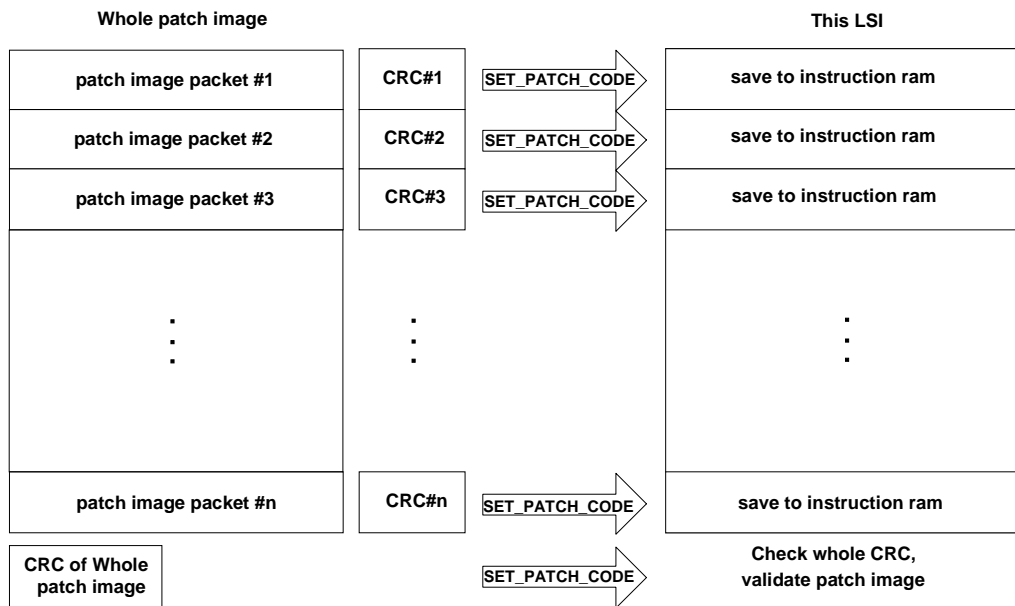 Whole patch image
This LSI
patch image packet #1
CRC#1
SET_PATCH_CODE
save to instruction ram
patch image packet #2
CRC#2
SET_PATCH_CODE
save to instruction ram
patch image packet #3
CRC#3
SET_PATCH_CODE
save to instruction ram
patch image packet #n
CRC#n
SET_PATCH_CODE
save to instruction ram
CRC of Whole
patch image
SET_PATCH_CODE
Check whole CRC,
validate patch image